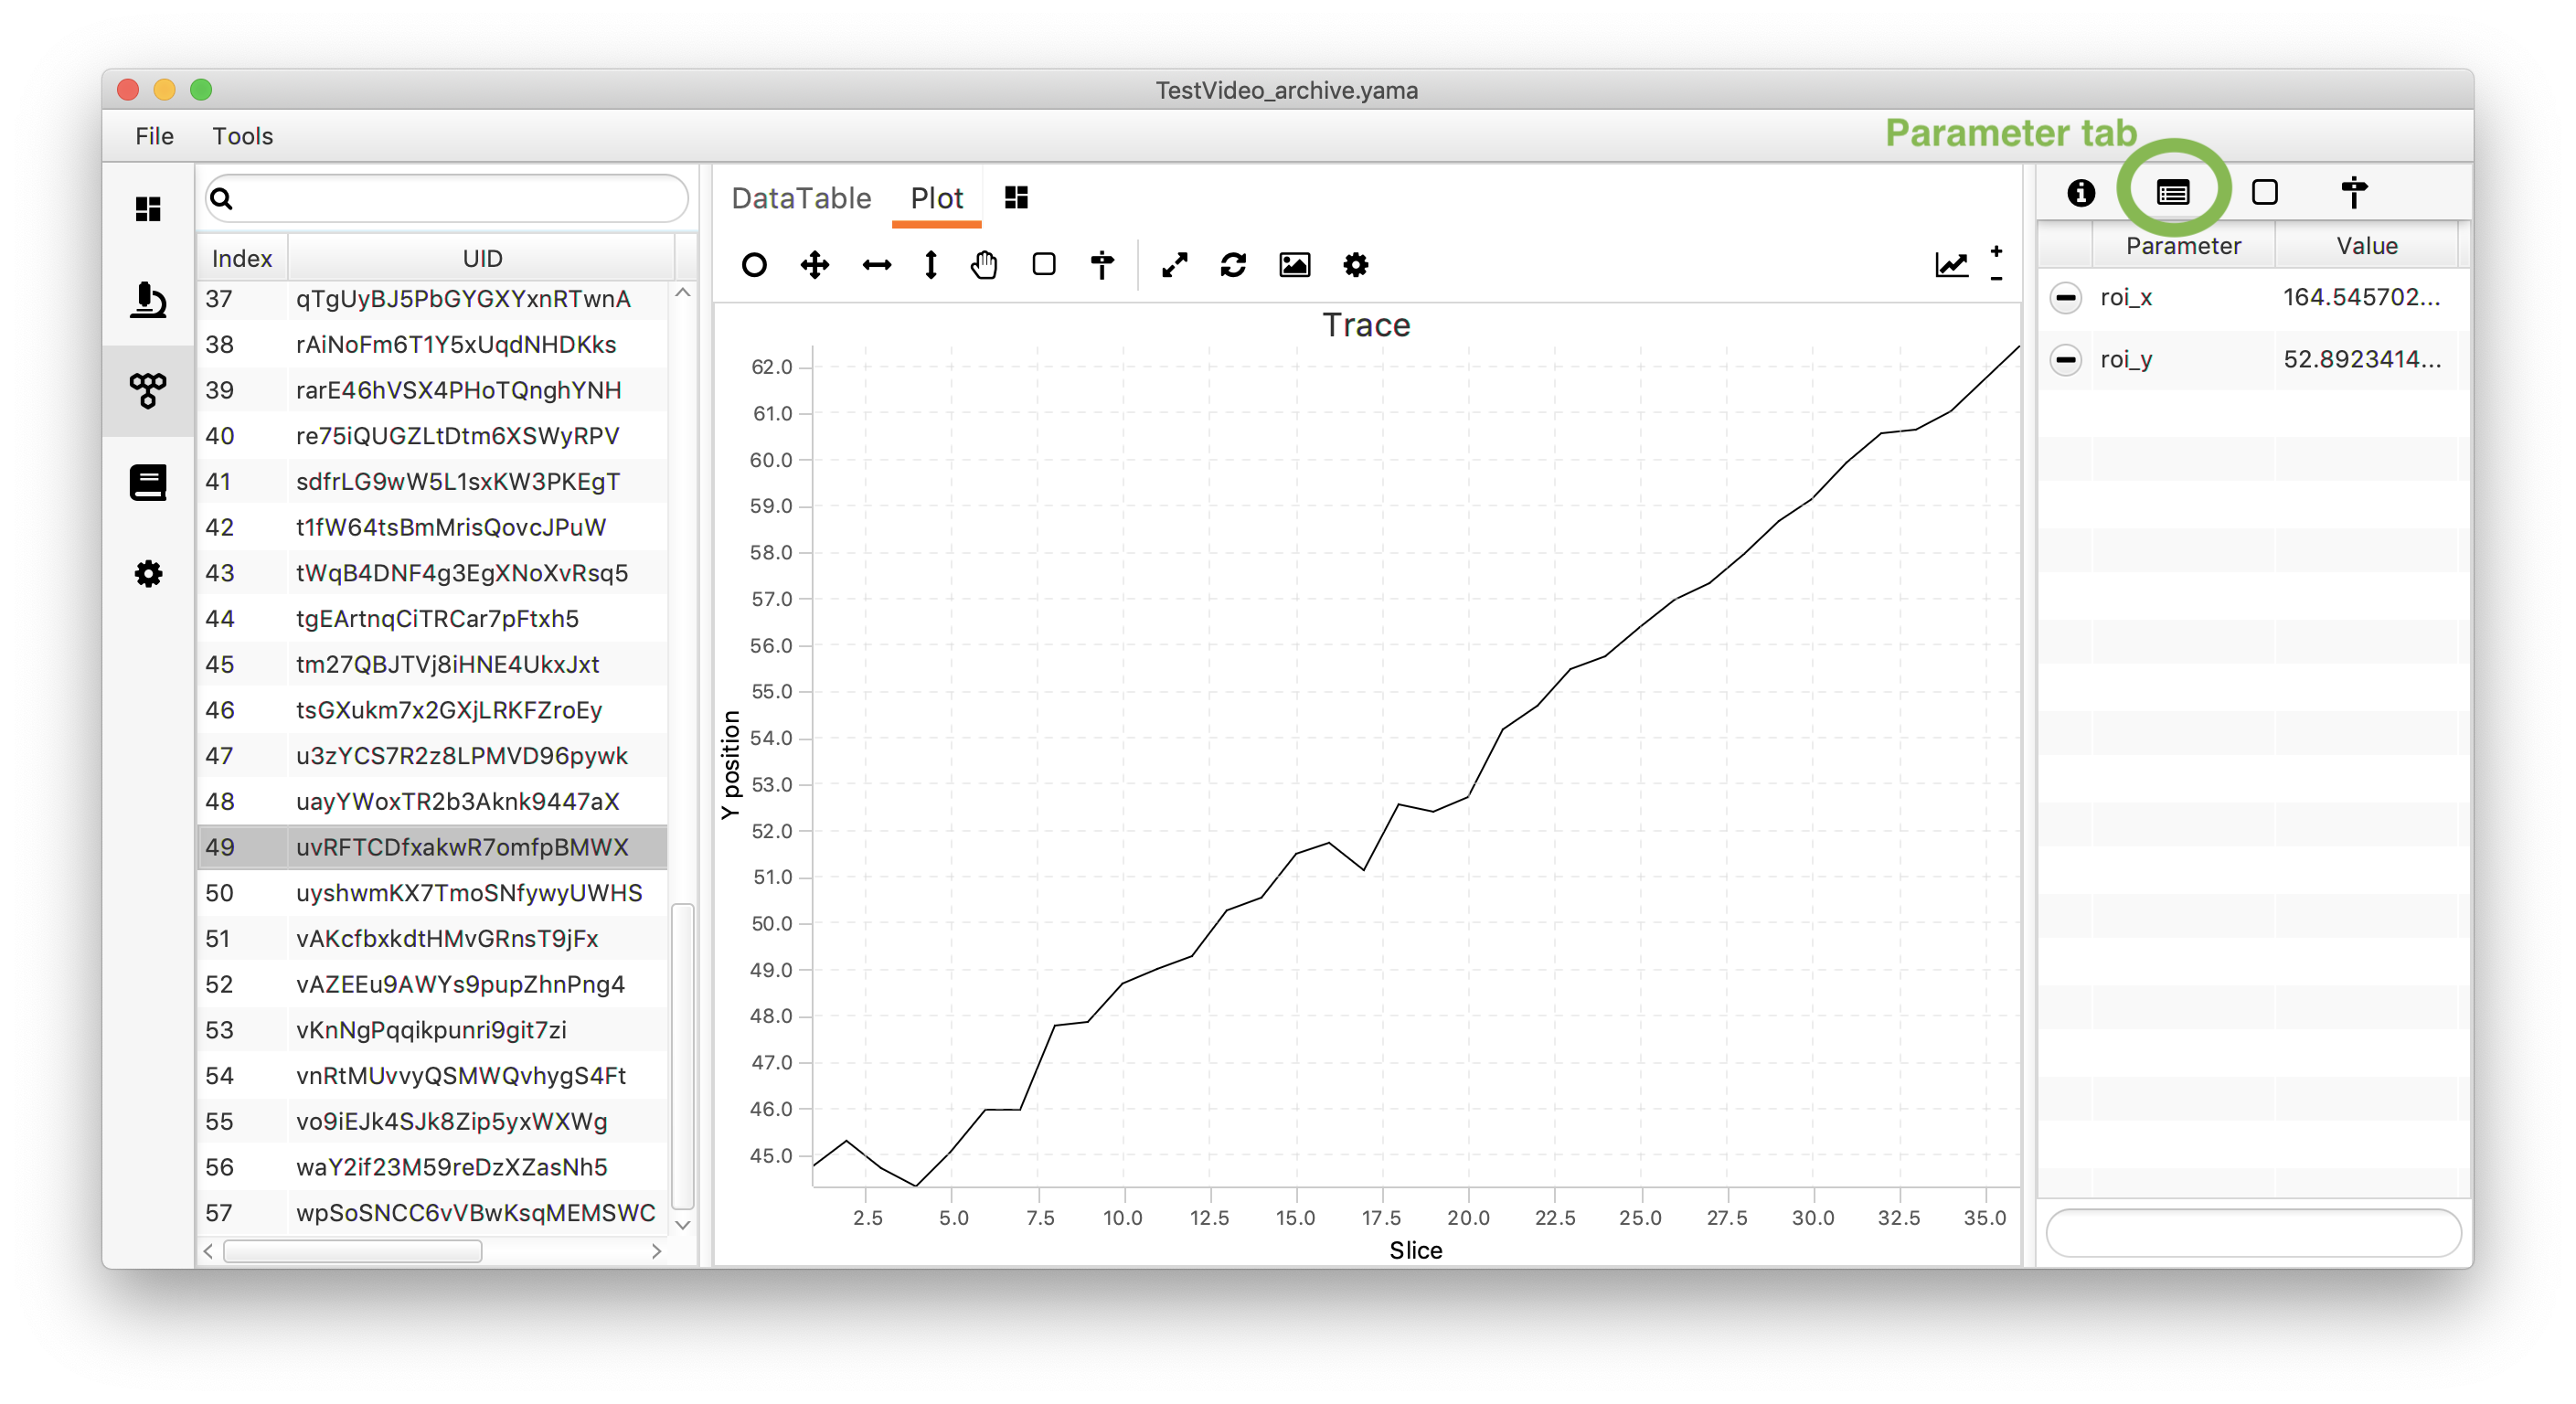 TestVideo_archive.yama
File Tools
Parameter tab
DataTable Plot
Index UID
37 qTgUyBJ5PbGYGXYxnRTwnA
38 rAiNoFm6T1Y5xUqdNHDKks
39 rarE46hVSX4PHoTQnghYNH
40 re75iQUGZLtDtm6XSWyRPV
41 sdfrLG9wW5L1sxKW3PKEgT
42 t1fW64tsBmMrisQovcJPuW
43 tWqB4DNF4g3EgXNoXvRsq5
44 tgEArtnqCiTRCar7pFtxh5
45 tm27QBJTVj8iHNE4UkxJxt
46 tsGXukm7x2GXjLRKFZroEy
47 u3zYCS7R2z8LPMVD96pywk
48 uayYWoxTR2b3Aknk9447aX
49 uvRFTCDfxakwR7omfpBMWX
50 uyshwmKX7TmoSNfywyUWHS
51 vAKcfbxkdtHMvGRnsT9jFx
52 vAZEEu9AWYs9pupZhnPng4
53 vKnNgPqqikpunri9git7zi
54 vnRtMUvvyQSMWQvhygS4Ft
55 vo9iEJk4SJk8Zip5yxWXWg
56 waY2if23M59reDzXZasNh5
57 wpSoSNCC6vVBwKsqMEMSWC
Trace
Y position
62.0
61.0
60.0
59.0
58.0
57.0
56.0
55.0
54.0
53.0
52.0
51.0
50.0
49.0
48.0
47.0
46.0
45.0
2.5 5.0 7.5 10.0 12.5 15.0 17.5 20.0 22.5 25.0 27.5 30.0 32.5 35.0
Slice
Parameter Value
roi_x 164.545702...
roi_y 52.8923414...